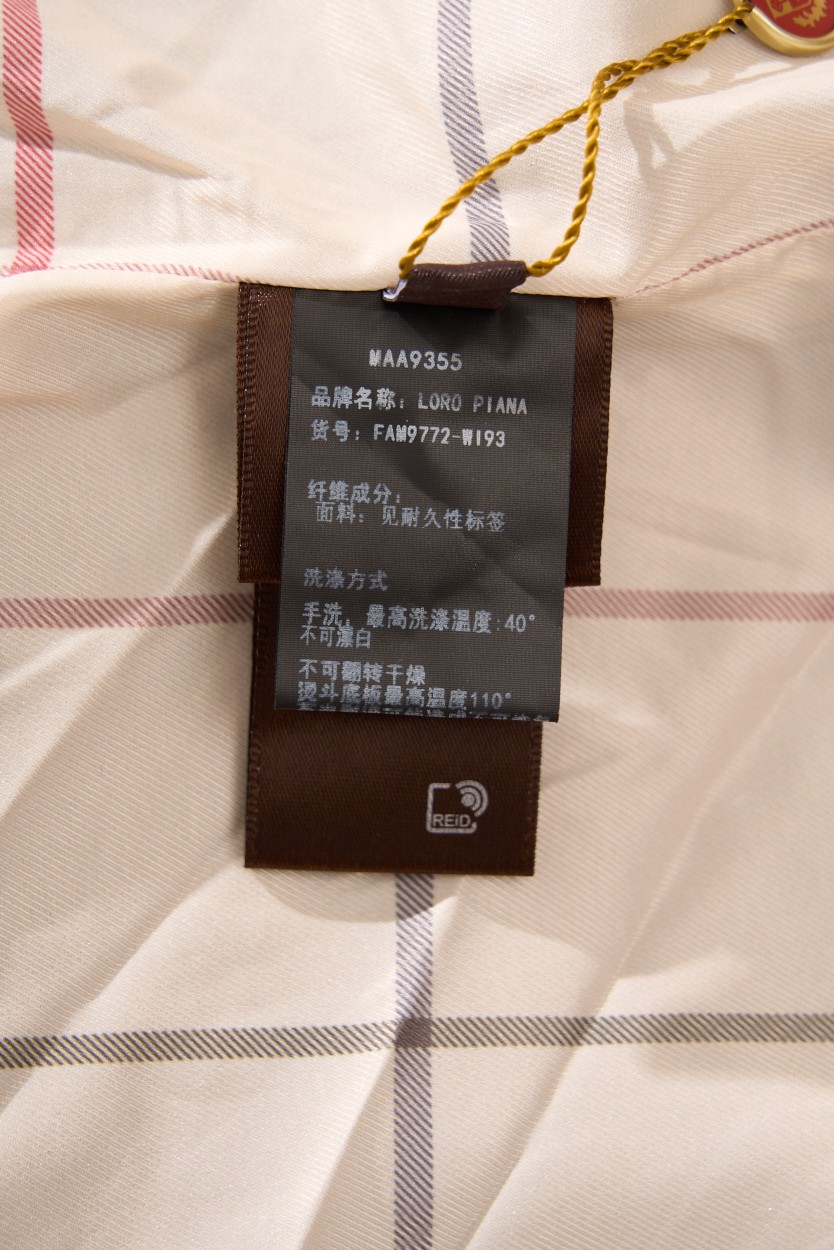 MAA9355
品牌名称: LORO PIANA
货号: FAM9772-WI93
纤维成分:
面料: 见耐久性标签
洗涤方式
手洗, 最高洗涤温度:40°
不可漂白
不可翻转干燥
熨斗底板最高温度110°
REiD